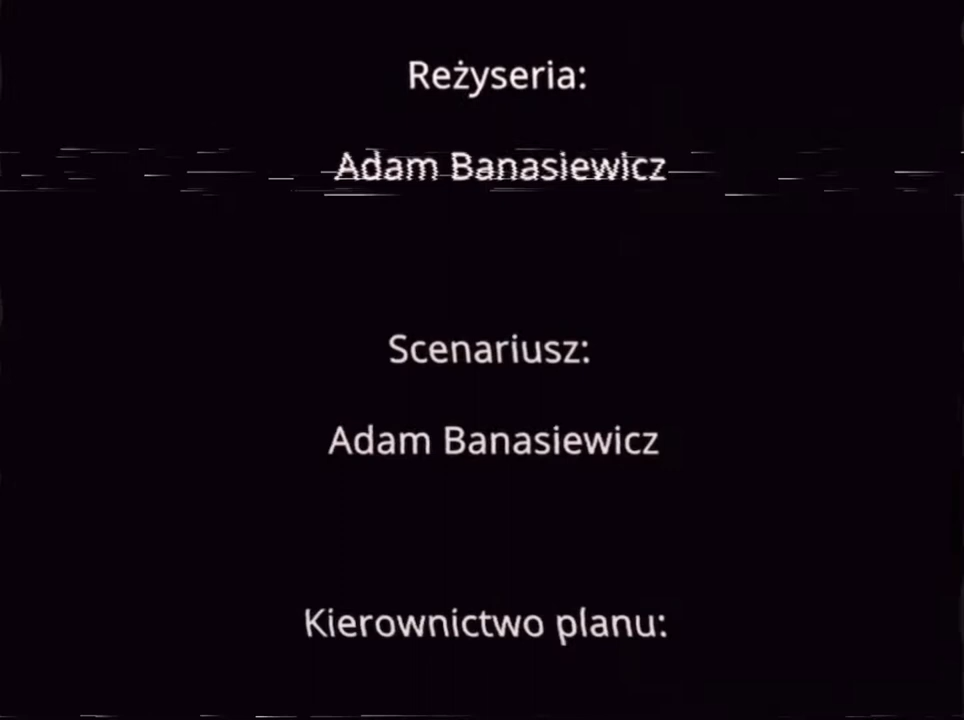 Reżyseria:
Adam Banasiewicz
Scenariusz:
Adam Banasiewicz
Kierownictwo planu: